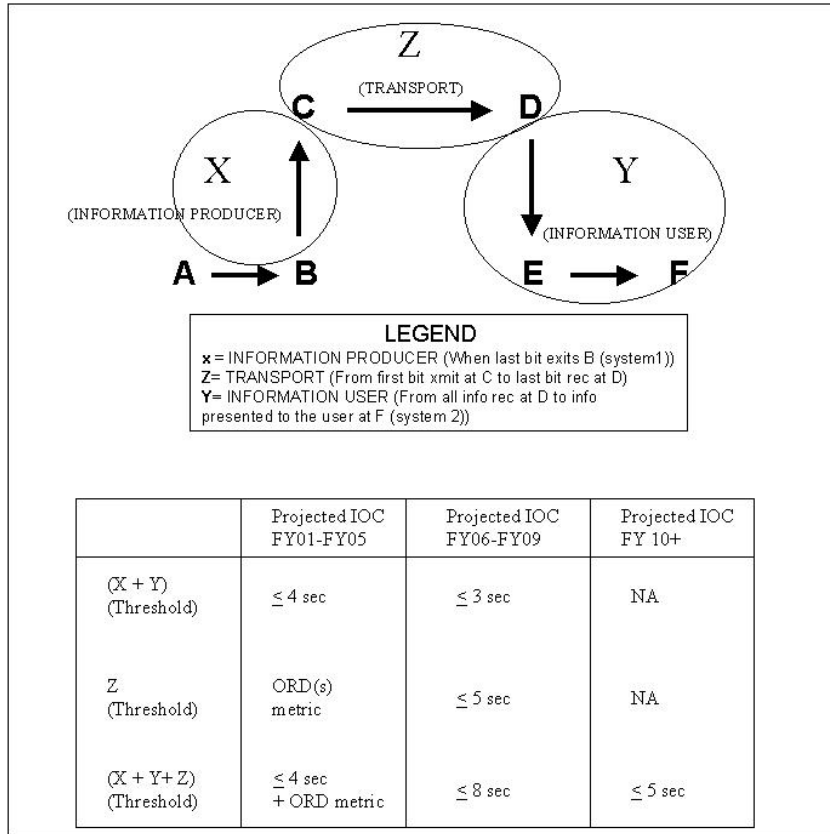 Z
(TRANSPORT)
C
D
X
Y
(INFORMATION PRODUCER)
(INFORMATION USER)
A
B
E
F
LEGEND
x = INFORMATION PRODUCER (When last bit exits B (system1))
Z= TRANSPORT (From first bit xmit at C to last bit rec at D)
Y= INFORMATION USER (From all info rec at D to info
presented to the user at F (system 2))
Projected IOC
FY01-FY05
Projected IOC
FY06-FY09
Projected IOC
FY 10+
(X + Y)
(Threshold)
≤ 4 sec
≤ 3 sec
NA
Z
(Threshold)
ORD(s)
metric
≤ 5 sec
NA
(X + Y+ Z)
(Threshold)
≤ 4 sec
+ ORD metric
≤ 8 sec
≤ 5 sec